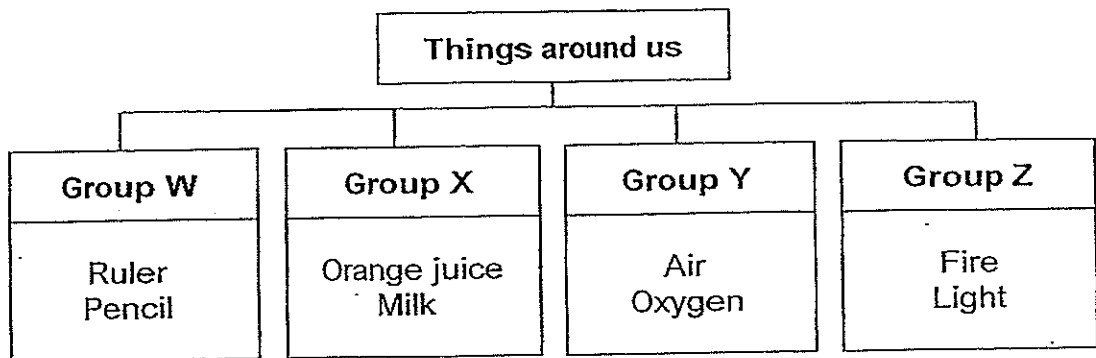 Things around us
Group W
Group X
Group Y
Group Z
Ruler
Pencil
Orange juice
Milk
Air
Oxygen
Fire
Light